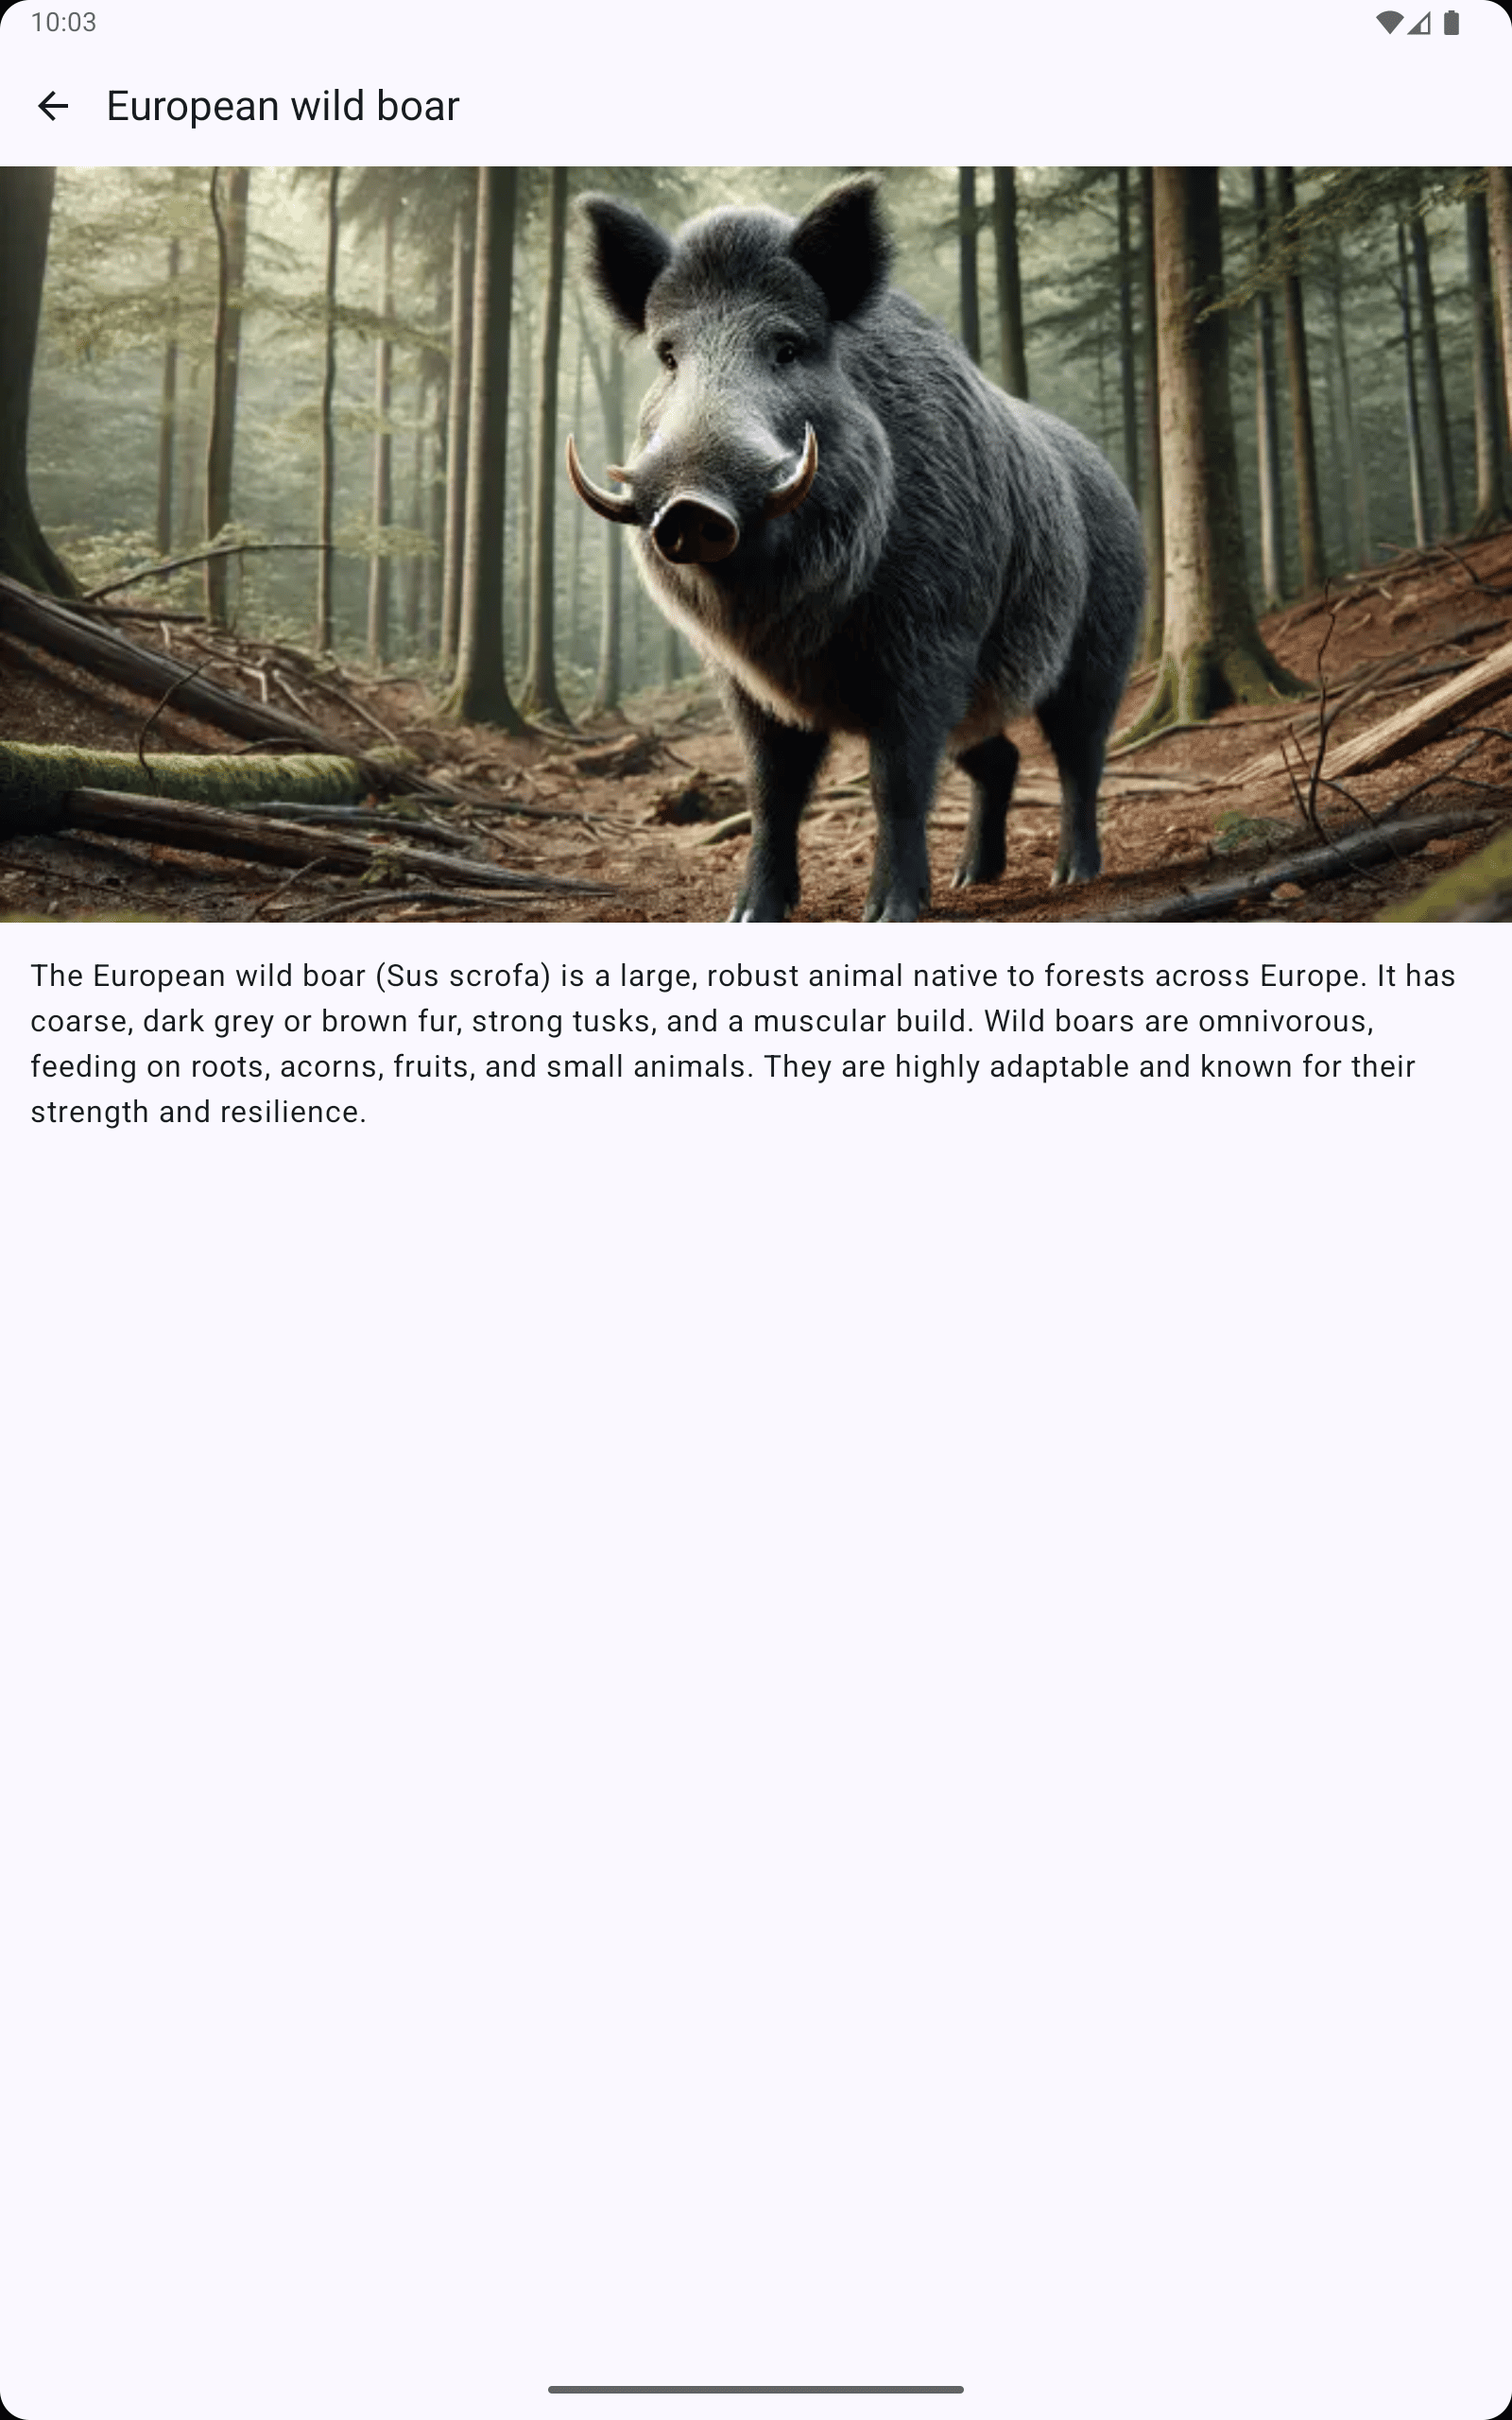 10:03
European wild boar
The European wild boar (Sus scrofa) is a large, robust animal native to forests across Europe. It has
coarse, dark grey or brown fur, strong tusks, and a muscular build. Wild boars are omnivorous,
feeding on roots, acorns, fruits, and small animals. They are highly adaptable and known for their
strength and resilience.